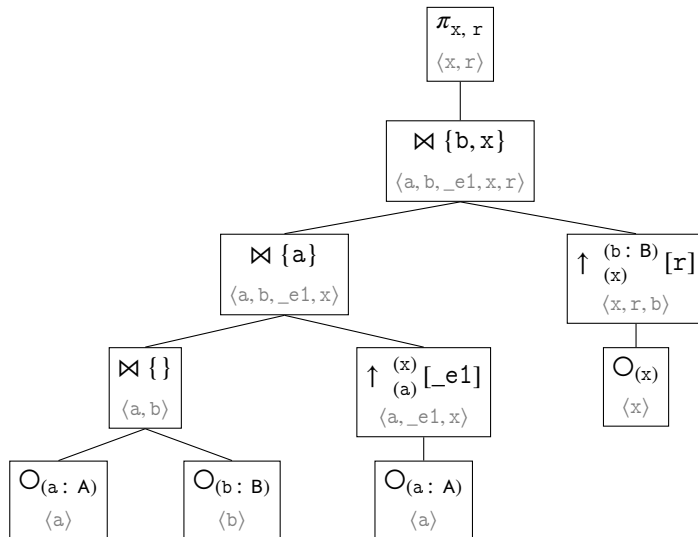 π x, r
⟨x, r⟩
⋈ {b, x}
⟨a, b, _e1, x, r⟩
⋈ {a}
⟨a, b, _e1, x⟩
↑ (b: B) (x) [r]
⟨x, r, b⟩
⋈ {}
⟨a, b⟩
↑ (x) (a) [_e1]
⟨a, _e1, x⟩
○(x)
⟨x⟩
○(a: A)
⟨a⟩
○(b: B)
⟨b⟩
○(a: A)
⟨a⟩